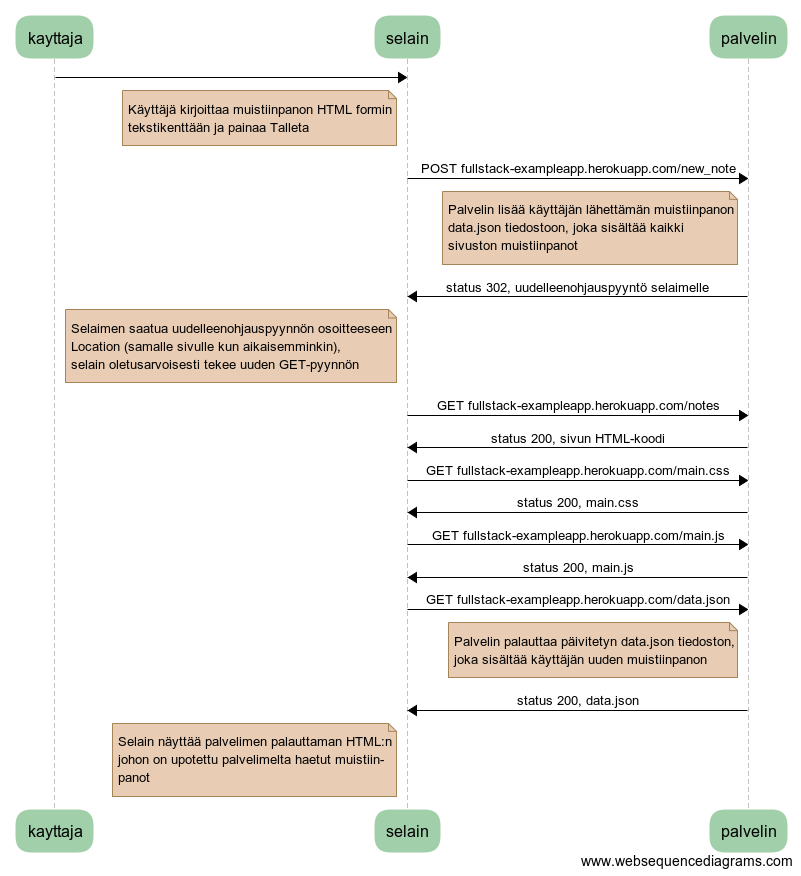 kayttaja
selain
palvelin
Käyttäjä kirjoittaa muistiinpanon HTML formin
tekstikenttään ja painaa Talleta
POST fullstack-exampleapp.herokuapp.com/new_note
Palvelin lisää käyttäjän lähettämän muistiinpanon
data.json tiedostoon, joka sisältää kaikki
sivuston muistiinpanot
status 302, uudelleenohjauspyyntö selaimelle
Selaimen saatua uudelleenohjauspyynnön osoitteeseen
Location (samalle sivulle kun aikaisemminkin),
selain oletusarvoisesti tekee uuden GET-pyynnön
GET fullstack-exampleapp.herokuapp.com/notes
status 200, sivun HTML-koodi
GET fullstack-exampleapp.herokuapp.com/main.css
status 200, main.css
GET fullstack-exampleapp.herokuapp.com/main.js
status 200, main.js
GET fullstack-exampleapp.herokuapp.com/data.json
Palvelin palauttaa päivitetyn data.json tiedoston,
joka sisältää käyttäjän uuden muistiinpanon
status 200, data.json
Selain näyttää palvelimen palauttaman HTML:n
johon on upotettu palvelimelta haetut muistiin-
panot
kayttaja
selain
palvelin
www.websequencediagrams.com